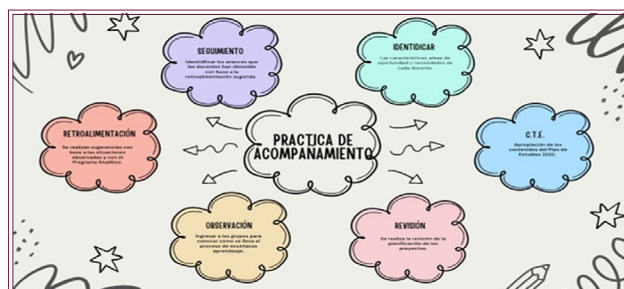 SEGUIMIENTO
Identidificar los avances que
los docentes han obtenido
con base a la
retroalimentación sugerida.
IDENTIDICAR
Las características, áreas de
oportunidad y necesidades de
cada docente.
RETROALIMENTACIÓN
Se realizan sugerencias con
base a las situaciones
observadas y con el
Programa Analítico
PRACTICA DE
ACOMPAÑAMIENTO
C.T.E.
Apropiación de los
contenidos del Plan de
Estudios 2022.
OBSERVACIÓN
Ingresar a los grupos para
conocer como se lleva el
proceso de enseñanza
aprendizaje.
REVISIÓN
Se realiza la revisión de la
planificación de los
proyectos.